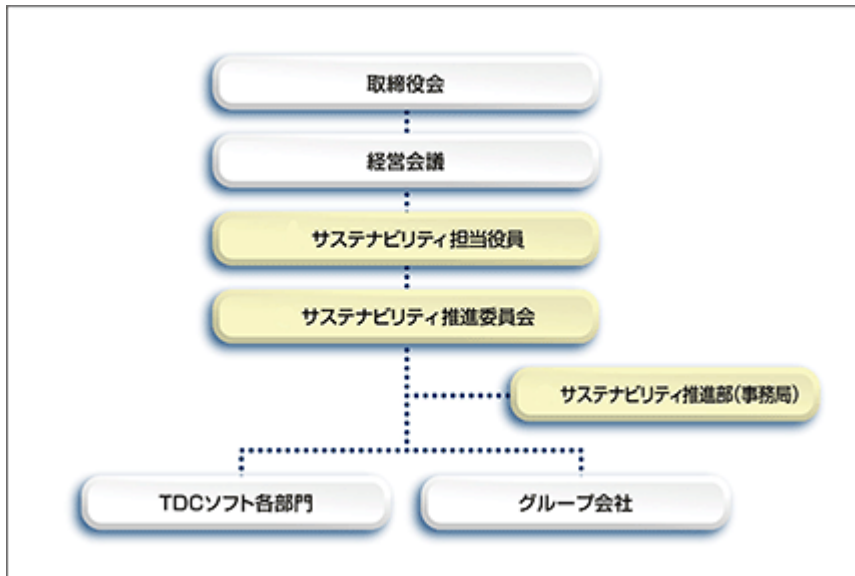 取締役会
経営会議
サステナビリティ担当役員
サステナビリティ推進委員会
サステナビリティ推進部(事務局)
TDCソフト各部門
グループ会社